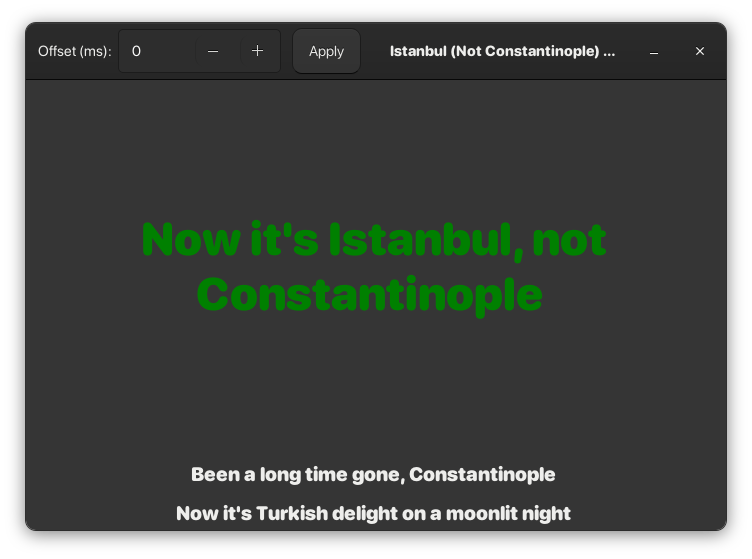 Offset (ms): 0 − + Apply Istanbul (Not Constantinople) ...
Now it's Istanbul, not
Constantinople
Been a long time gone, Constantinople
Now it's Turkish delight on a moonlit night